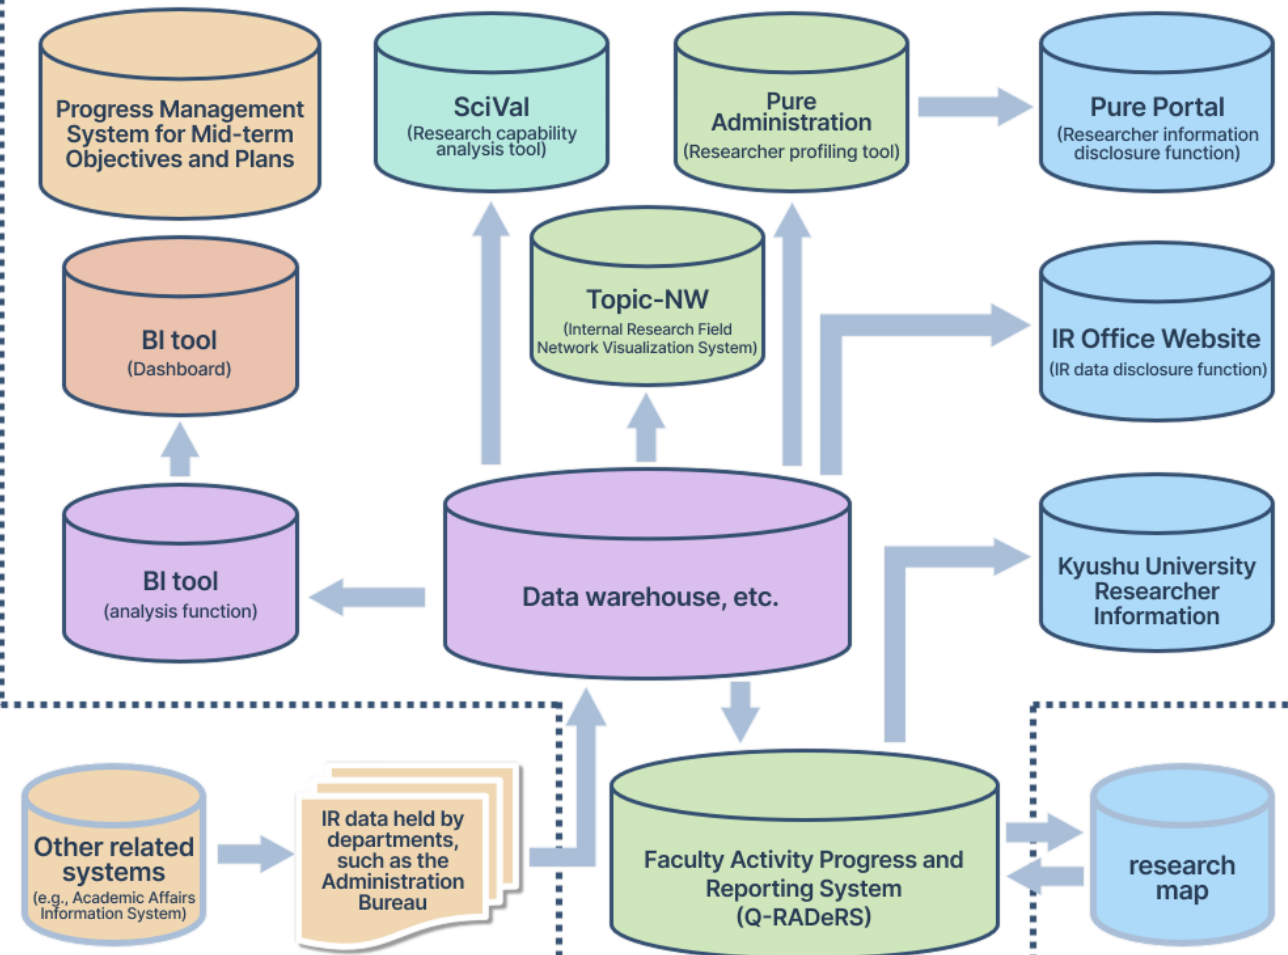 Progress Management
System for Mid-term
Objectives and Plans
SciVal
(Research capability
analysis tool)
Pure
Administration
(Researcher profiling tool)
Pure Portal
(Researcher information
disclosure function)
BI tool
(Dashboard)
Topic-NW
(Internal Research Field
Network Visualization System)
IR Office Website
(IR data disclosure function)
BI tool
(analysis function)
Data warehouse, etc.
Kyushu University
Researcher
Information
Other related
systems
(e.g., Academic Affairs
Information System)
IR data held by
departments,
such as the
Administration
Bureau
Faculty Activity Progress and
Reporting System
(Q-RADeRS)
research
map